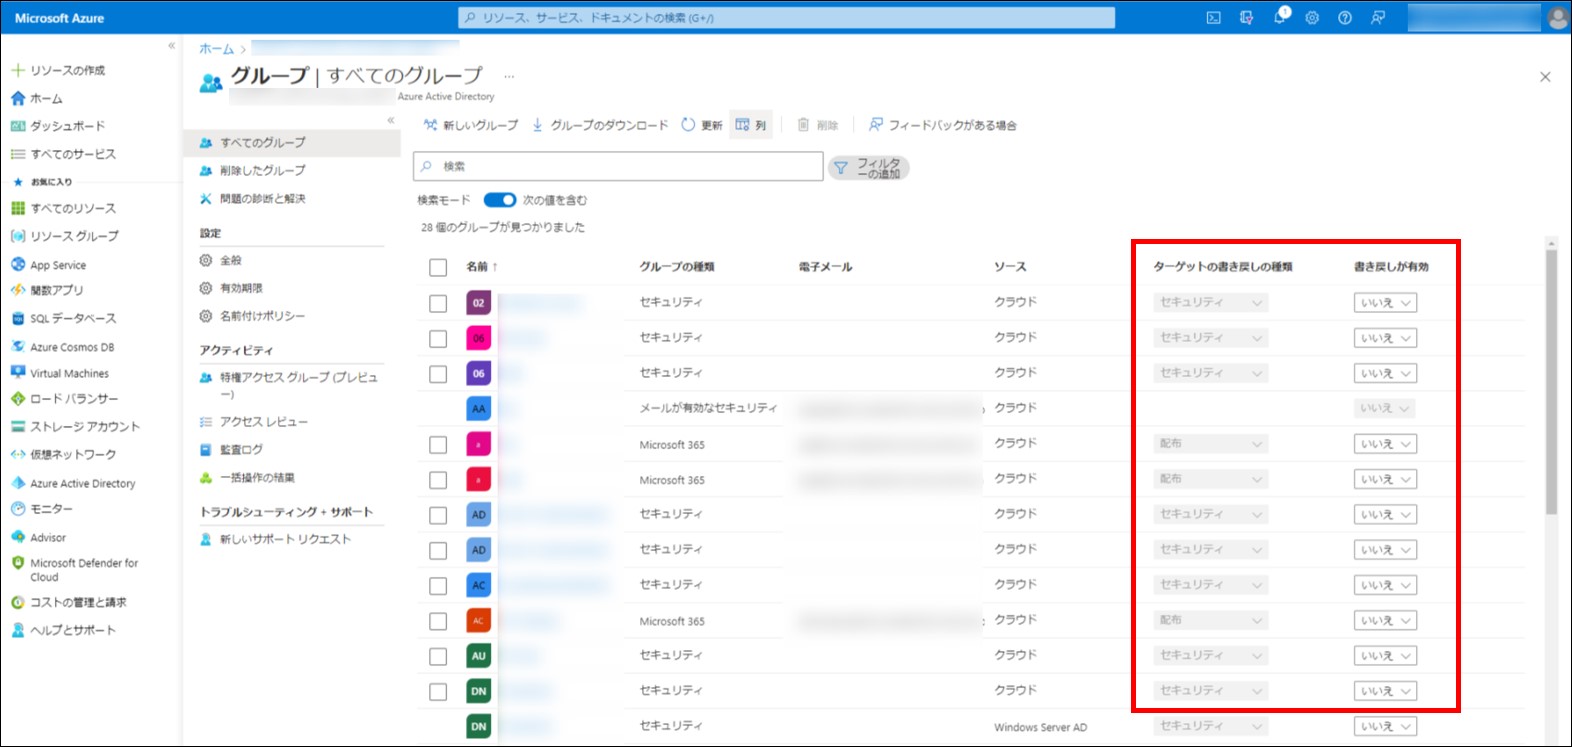 Microsoft Azure
リソース、サービス、ドキュメントの検索 (G+/)
1
ホーム >
グループ | すべてのグループ ...
Azure Active Directory
リソースの作成
ホーム
ダッシュボード
すべてのサービス
お気に入り
すべてのリソース
リソース グループ
App Service
関数アプリ
SQL データベース
Azure Cosmos DB
Virtual Machines
ロード バランサー
ストレージ アカウント
仮想ネットワーク
Azure Active Directory
モニター
Advisor
Microsoft Defender for
Cloud
コストの管理と請求
ヘルプとサポート
すべてのグループ
削除したグループ
問題の診断と解決
設定
全般
有効期限
名前付けポリシー
アクティビティ
特権アクセス グループ (プレビュ
ー)
アクセス レビュー
監査ログ
一括操作の結果
トラブルシューティング + サポート
新しいサポート リクエスト
新しいグループ グループのダウンロード 更新 列 削除 フィードバックがある場合
検索
フィルタ
ーの追加
検索モード 次の値を含む
28 個のグループが見つかりました
名前 ↑ グループの種類 電子メール ソース ターゲットの書き戻しの種類 書き戻しが有効
02 セキュリティ クラウド セキュリティ いいえ
06 セキュリティ クラウド セキュリティ いいえ
06 セキュリティ クラウド セキュリティ いいえ
AA メールが有効なセキュリティ クラウド いいえ
a Microsoft 365 クラウド 配布 いいえ
a Microsoft 365 クラウド 配布 いいえ
AD セキュリティ クラウド セキュリティ いいえ
AD セキュリティ クラウド セキュリティ いいえ
AC セキュリティ クラウド セキュリティ いいえ
AC Microsoft 365 クラウド 配布 いいえ
AU セキュリティ クラウド セキュリティ いいえ
DN セキュリティ クラウド セキュリティ いいえ
DN セキュリティ Windows Server AD セキュリティ いいえ